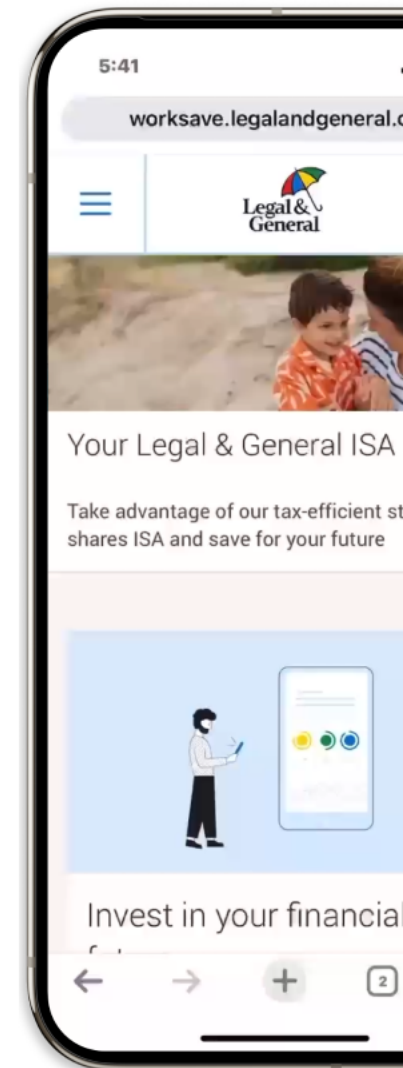 5:41
worksave.legalandgeneral.c
Legal &
General
Your Legal & General ISA
Take advantage of our tax-efficient st
shares ISA and save for your future
Invest in your financial
2